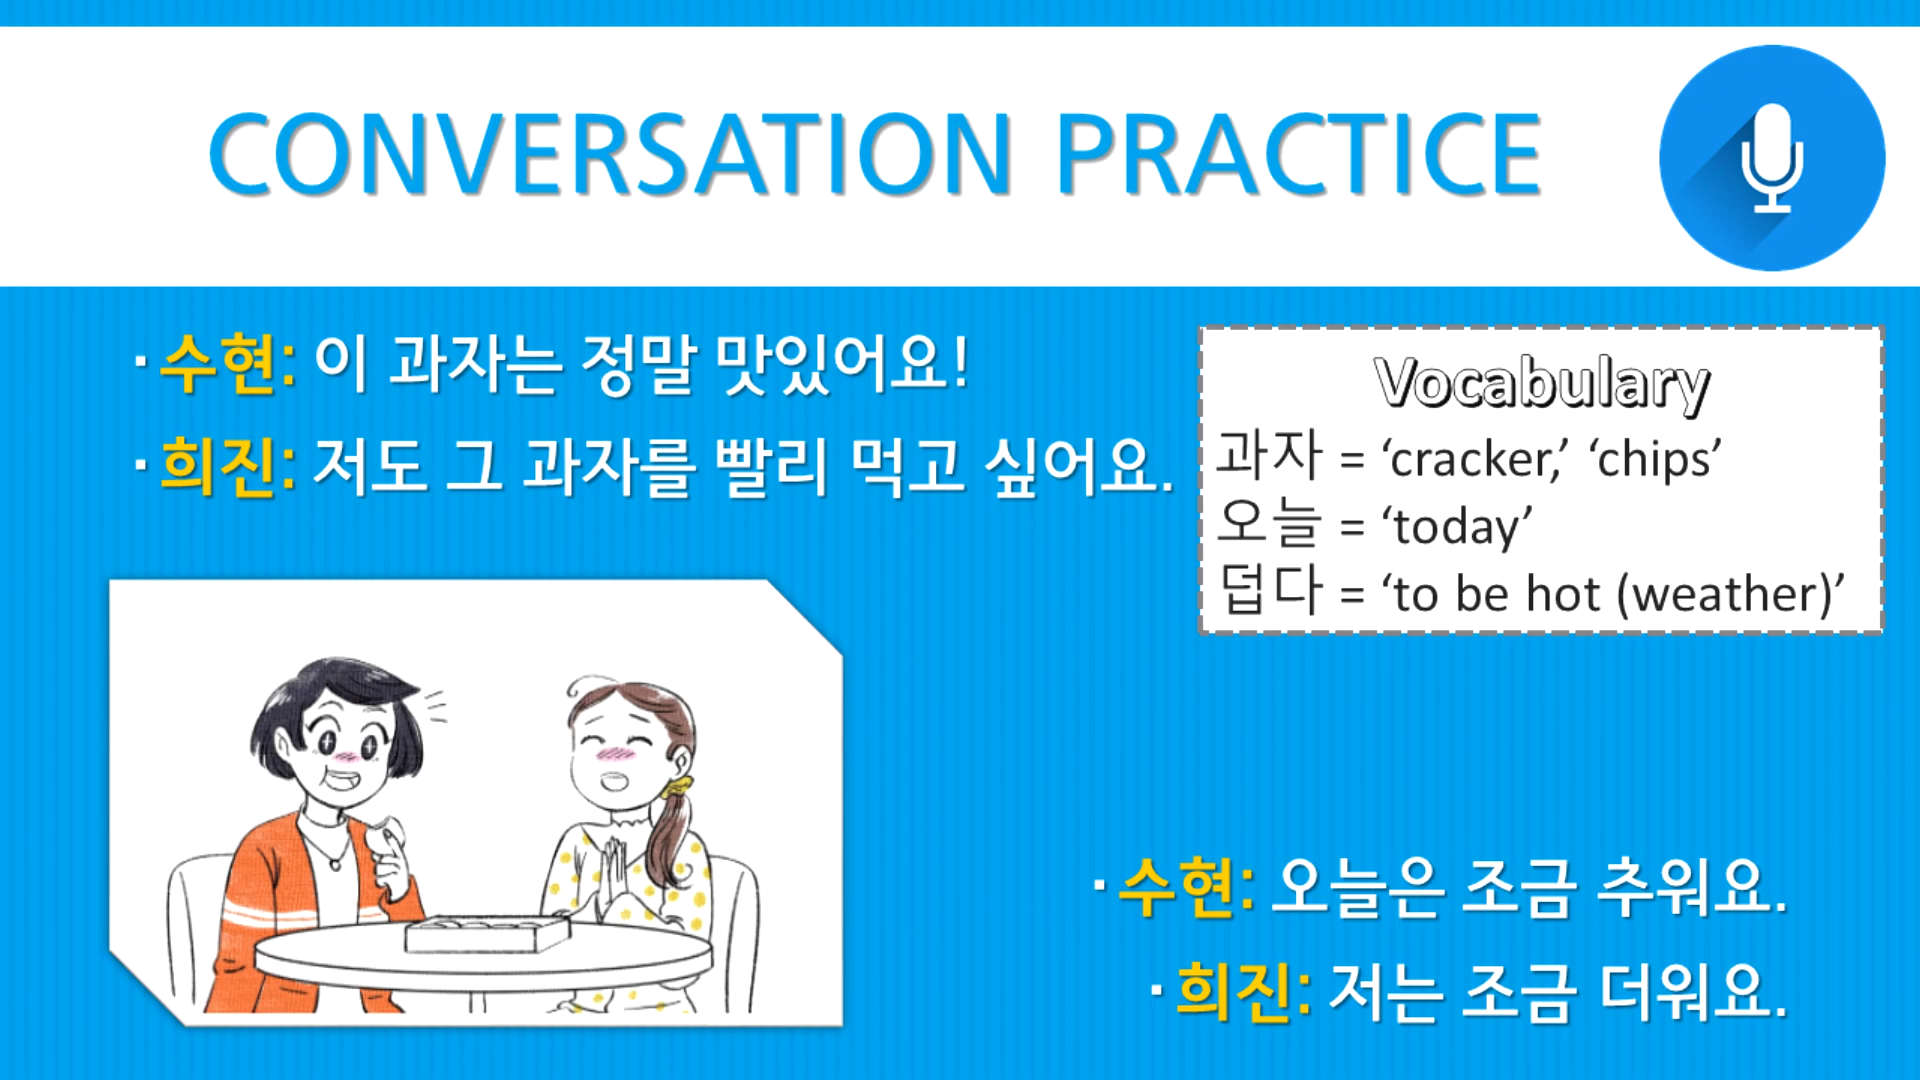 CONVERSATION PRACTICE
· 수현: 이 과자는 정말 맛있어요!
· 희진: 저도 그 과자를 빨리 먹고 싶어요.
Vocabulary
과자 = ‘cracker,’ ‘chips’
오늘 = ‘today’
덥다 = ‘to be hot (weather)’
· 수현: 오늘은 조금 추워요.
· 희진: 저는 조금 더워요.